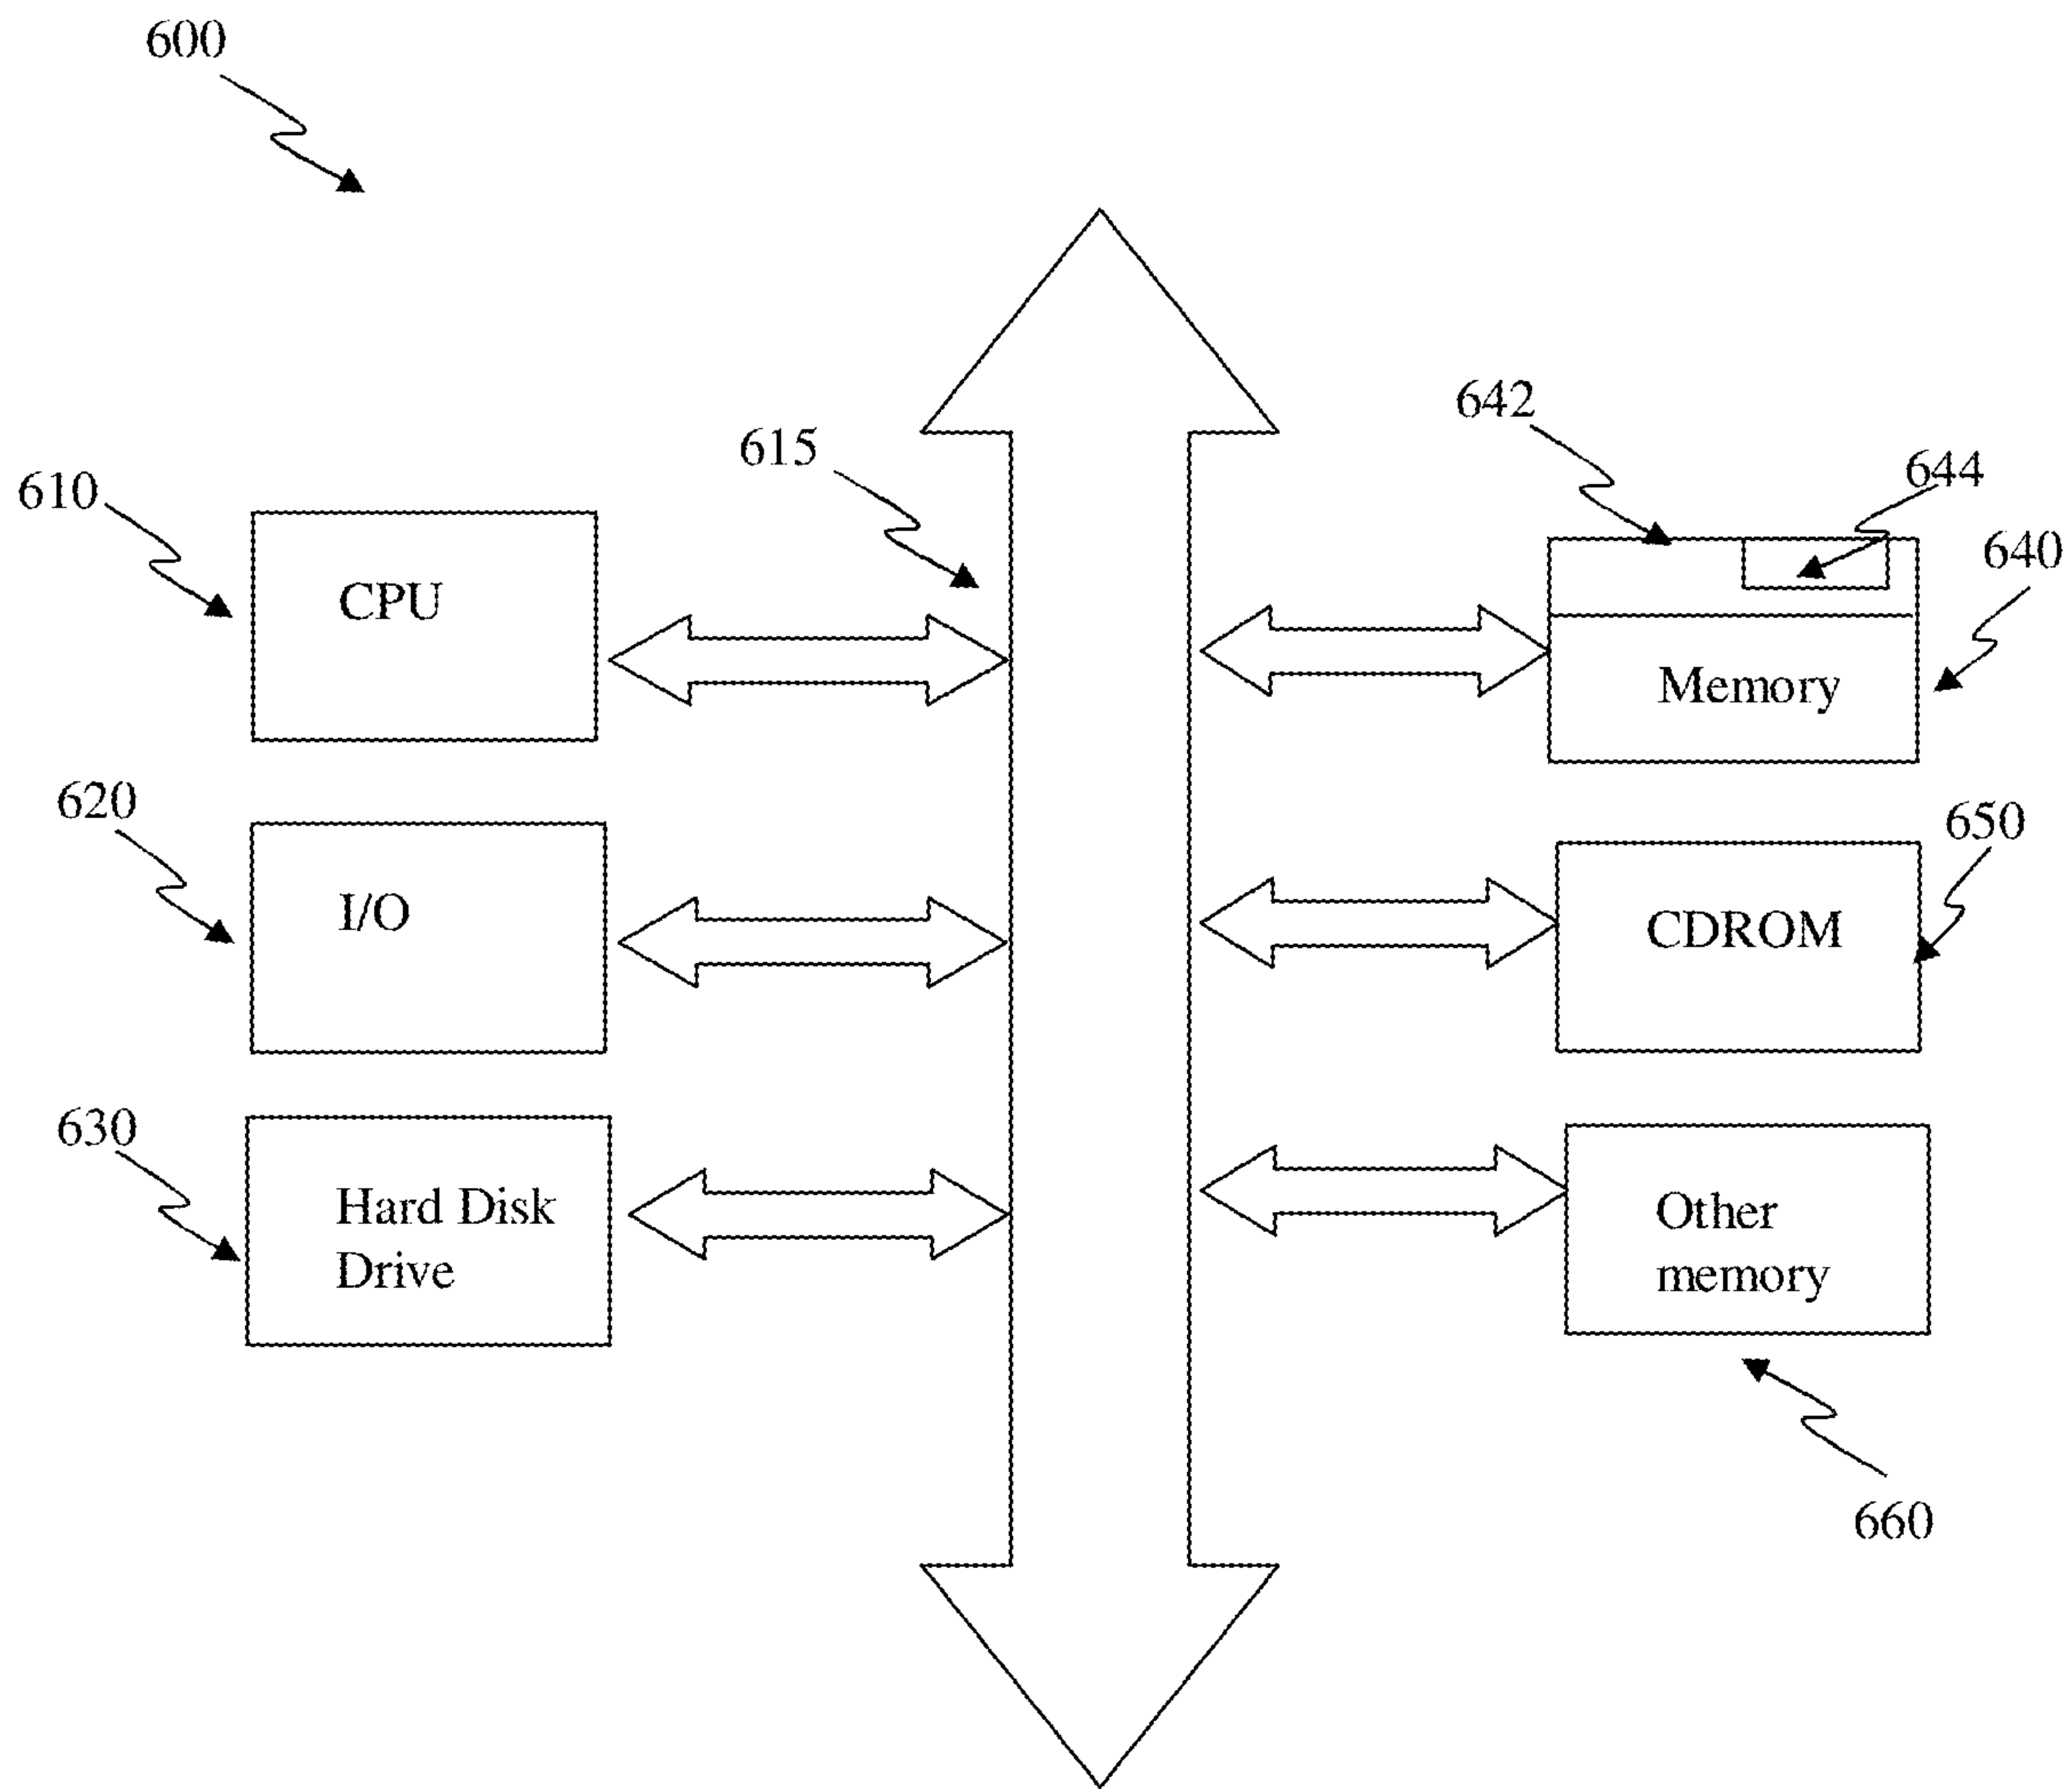 600
642
615
644
610
640
CPU
Memory
620
650
I/O
CDROM
630
Hard Disk
Drive
Other
memory
660